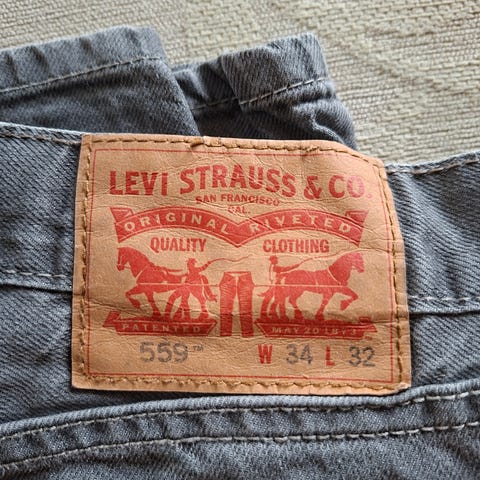 LEVI STRAUSS & CO.
SAN FRANCISCO
CAL.
ORIGINAL RIVETED
QUALITY CLOTHING
PATENTED MAY 20 1873
559™ W 34 L 32